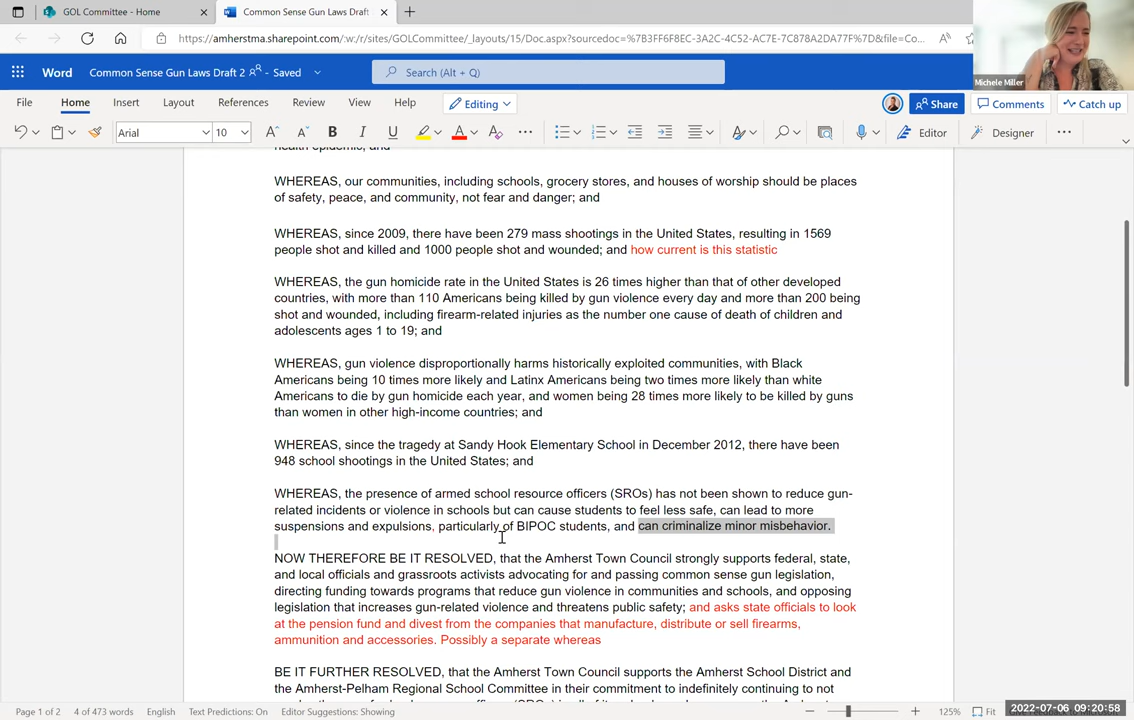 GOL Committee - Home
Common Sense Gun Laws Draft
https://amherstma.sharepoint.com/:w:/r/sites/GOLCommittee/_layouts/15/Doc.aspx?sourcedoc=%7B3FF6F8EC-3A2C-4C52-AC7E-7C878A2DA77F%7D&file=Co...
Word
Common Sense Gun Laws Draft 2 - Saved
Search (Alt + Q)
Michele Miller
File
Home
Insert
Layout
References
Review
View
Help
Editing
Share
Comments
Catch up
Arial
10
Editor
Designer
health epidemic; and
WHEREAS, our communities, including schools, grocery stores, and houses of worship should be places
of safety, peace, and community, not fear and danger; and
WHEREAS, since 2009, there have been 279 mass shootings in the United States, resulting in 1569
people shot and killed and 1000 people shot and wounded; and how current is this statistic
WHEREAS, the gun homicide rate in the United States is 26 times higher than that of other developed
countries, with more than 110 Americans being killed by gun violence every day and more than 200 being
shot and wounded, including firearm-related injuries as the number one cause of death of children and
adolescents ages 1 to 19; and
WHEREAS, gun violence disproportionally harms historically exploited communities, with Black
Americans being 10 times more likely and Latinx Americans being two times more likely than white
Americans to die by gun homicide each year, and women being 28 times more likely to be killed by guns
than women in other high-income countries; and
WHEREAS, since the tragedy at Sandy Hook Elementary School in December 2012, there have been
948 school shootings in the United States; and
WHEREAS, the presence of armed school resource officers (SROs) has not been shown to reduce gun-
related incidents or violence in schools but can cause students to feel less safe, can lead to more
suspensions and expulsions, particularly of BIPOC students, and can criminalize minor misbehavior.
NOW THEREFORE BE IT RESOLVED, that the Amherst Town Council strongly supports federal, state,
and local officials and grassroots activists advocating for and passing common sense gun legislation,
directing funding towards programs that reduce gun violence in communities and schools, and opposing
legislation that increases gun-related violence and threatens public safety; and asks state officials to look
at the pension fund and divest from the companies that manufacture, distribute or sell firearms,
ammunition and accessories. Possibly a separate whereas
BE IT FURTHER RESOLVED, that the Amherst Town Council supports the Amherst School District and
the Amherst-Pelham Regional School Committee in their commitment to indefinitely continuing to not
Page 1 of 2
4 of 473 words
English
Text Predictions: On
Editor Suggestions: Showing
125%
Fit
2022-07-06 09:20:58